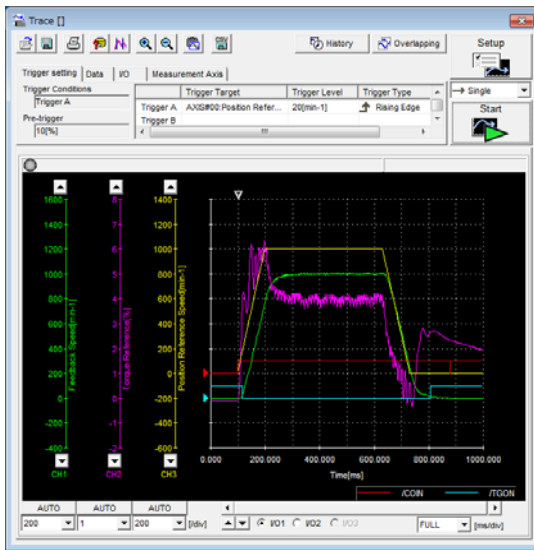 Trace []
History
Overlapping
Setup
Trigger setting
Data
I/O
Measurement Axis
Trigger Conditions
Trigger A
Pre-trigger
10[%]
Trigger Target
Trigger Level
Trigger Type
Trigger A
AXIS#00:Position Refer...
20[min-1]
Rising Edge
Trigger B
Single
Start
1600
1400
1200
1000
800
600
400
200
0
-200
-400
Feedback Speed[min-1]
CH1
8
7
6
5
4
3
2
1
0
-1
-2
Torque Reference[%]
CH2
1400
1200
1000
800
600
400
200
0
-200
-400
-600
Position Reference Speed[min-1]
CH3
0.000
200.000
400.000
600.000
800.000
1000.000
Time[ms]
/COIN
/TGON
AUTO
AUTO
AUTO
200
1
200
[/div]
I/O1
I/O2
I/O3
FULL
[ms/div]